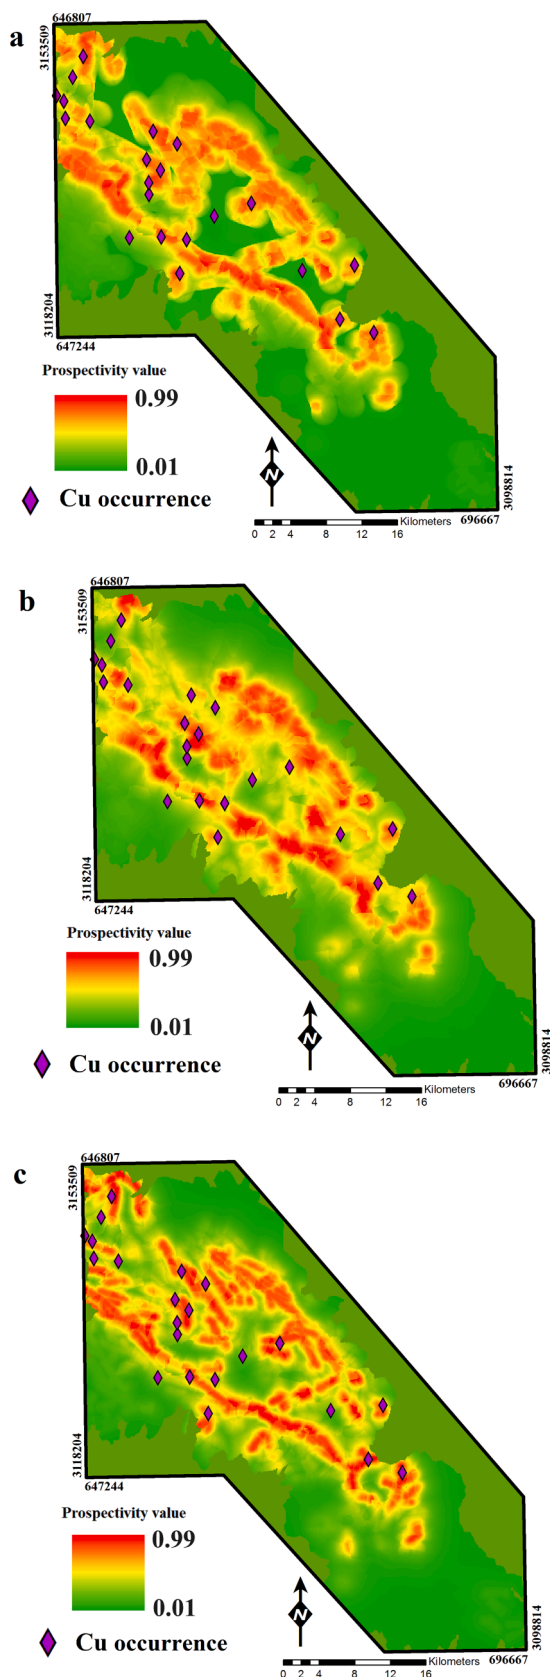 a
646807
3153509
3118204
647244
Prospectivity value
0.99
0.01
Cu occurrence
N
Kilometers
0 2 4 8 12 16
696667
3098814
b
646807
3153509
3118204
647244
Prospectivity value
0.99
0.01
Cu occurrence
N
Kilometers
0 2 4 8 12 16
696667
3098814
c
646807
3153509
3118204
647244
Prospectivity value
0.99
0.01
Cu occurrence
N
Kilometers
0 2 4 8 12 16
696667
3098814